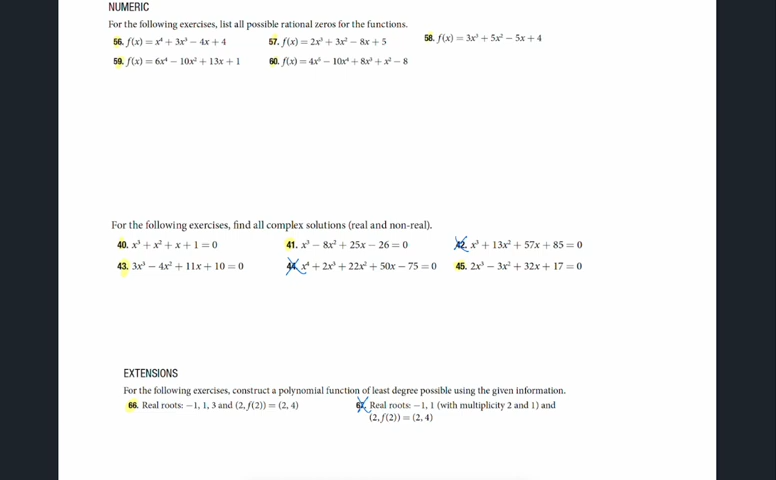 NUMERIC
For the following exercises, list all possible rational zeros for the functions.
56. f(x) = x⁴ + 3x³ − 4x + 4 57. f(x) = 2x³ + 3x² − 8x + 5 58. f(x) = 3x³ + 5x² − 5x + 4
59. f(x) = 6x⁴ − 10x² + 13x + 1 60. f(x) = 4x⁵ − 10x⁴ + 8x³ + x² − 8
For the following exercises, find all complex solutions (real and non-real).
40. x³ + x² + x + 1 = 0 41. x³ − 8x² + 25x − 26 = 0 42. x³ + 13x² + 57x + 85 = 0
43. 3x³ − 4x² + 11x + 10 = 0 44. x⁴ + 2x³ + 22x² + 50x − 75 = 0 45. 2x³ − 3x² + 32x + 17 = 0
EXTENSIONS
For the following exercises, construct a polynomial function of least degree possible using the given information.
66. Real roots: −1, 1, 3 and (2, f(2)) = (2, 4) 67. Real roots: −1, 1 (with multiplicity 2 and 1) and
(2, f(2)) = (2, 4)